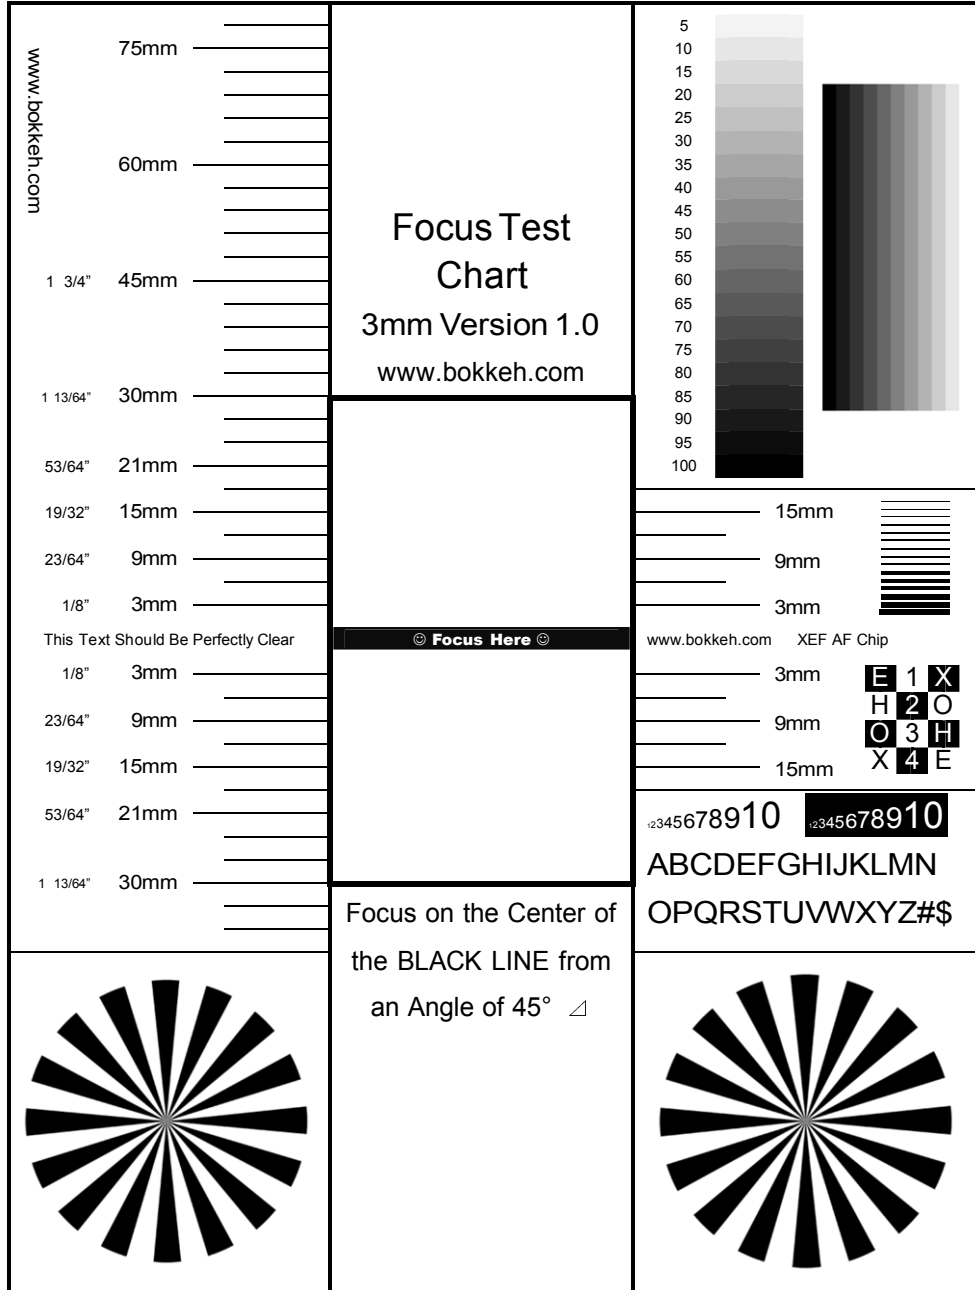 www.bokkeh.com
75mm
60mm
1 3/4” 45mm
1 13/64” 30mm
53/64” 21mm
19/32” 15mm
23/64” 9mm
1/8” 3mm
This Text Should Be Perfectly Clear
1/8” 3mm
23/64” 9mm
19/32” 15mm
53/64” 21mm
1 13/64” 30mm
Focus Test
Chart
3mm Version 1.0
www.bokkeh.com
☺ Focus Here ☺
Focus on the Center of
the BLACK LINE from
an Angle of 45° ⊿
5
10
15
20
25
30
35
40
45
50
55
60
65
70
75
80
85
90
95
100
15mm
9mm
3mm
www.bokkeh.com XEF AF Chip
3mm
9mm
15mm
E 1 X
H 2 O
O 3 H
X 4 E
12345678910 12345678910
ABCDEFGHIJKLMN
OPQRSTUVWXYZ#$